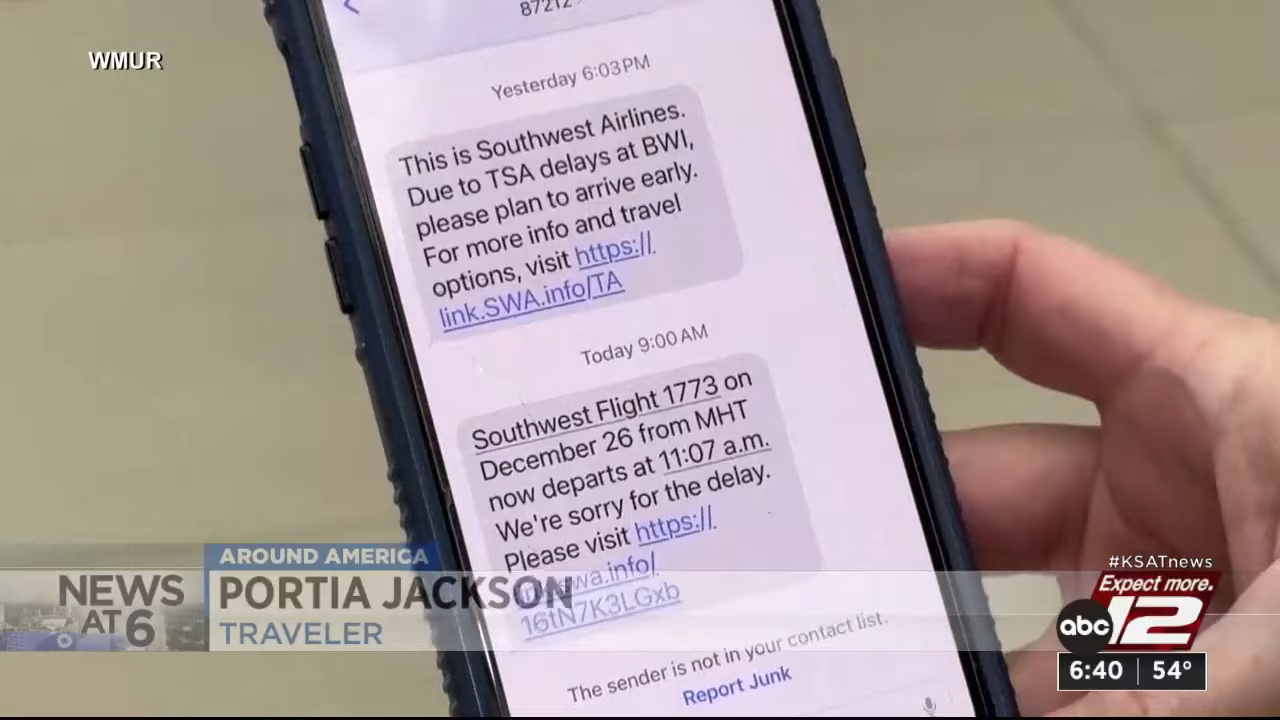 WMUR
87212
Yesterday 6:03 PM
This is Southwest Airlines.
Due to TSA delays at BWI,
please plan to arrive early.
For more info and travel
options, visit https://
link.SWA.info/TA
Today 9:00 AM
Southwest Flight 1773 on
December 26 from MHT
now departs at 11:07 a.m.
We're sorry for the delay.
Please visit https://
swa.info/
16tN7K3LGxb
The sender is not in your contact list.
Report Junk
AROUND AMERICA
NEWS
AT 6
PORTIA JACKSON
TRAVELER
#KSATnews
Expect more.
abc 12
6:40 54°